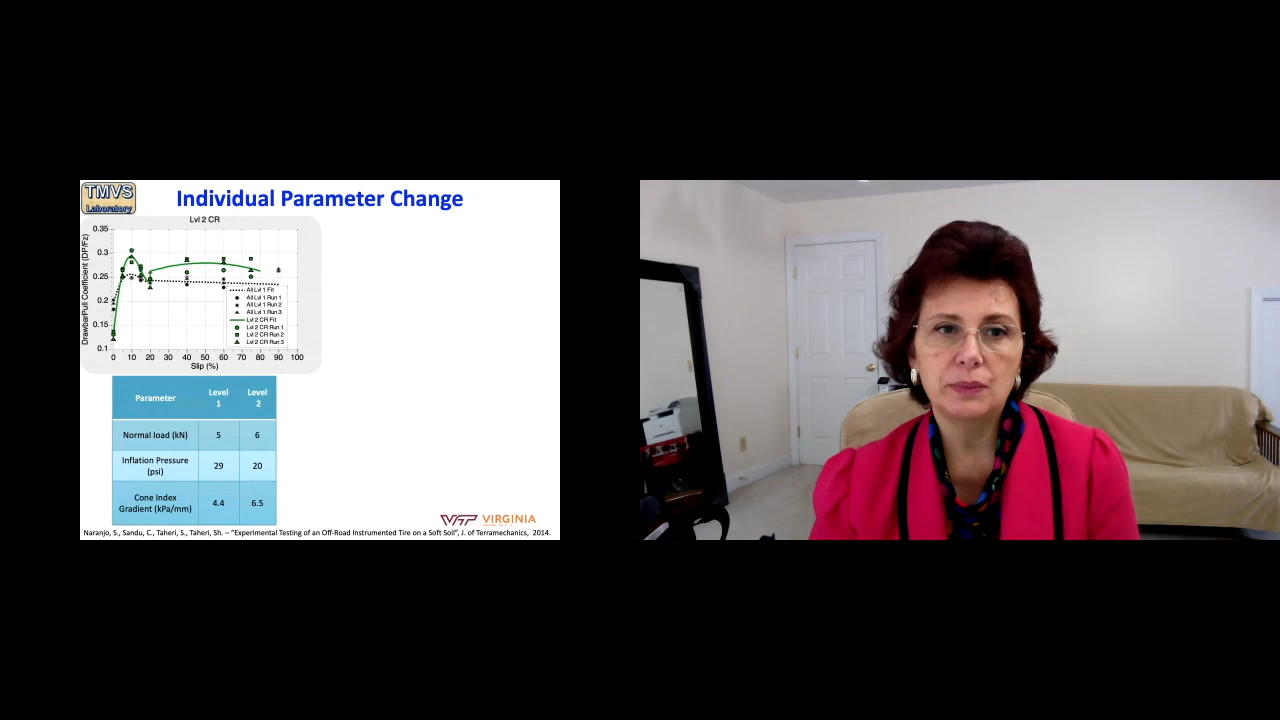 TMVS
Laboratory
Individual Parameter Change
Lvl 2 CR
DrawbarPull Coefficient (DP/Fz)
0.35
0.3
0.25
0.2
0.15
0.1
0 10 20 30 40 50 60 70 80 90 100
Slip (%)
All Lvl 1 Fit
All Lvl 1 Run 1
All Lvl 1 Run 2
All Lvl 1 Run 3
Lvl 2 CR Fit
Lvl 2 CR Run 1
Lvl 2 CR Run 2
Lvl 2 CR Run 3
Parameter Level 1 Level 2
Normal load (kN) 5 6
Inflation Pressure (psi) 29 20
Cone Index Gradient (kPa/mm) 4.4 6.5
VIRGINIA
Naranjo, S., Sandu, C., Taheri, S., Taheri, Sh. – "Experimental Testing of an Off-Road Instrumented Tire on a Soft Soil", J. of Terramechanics, 2014.